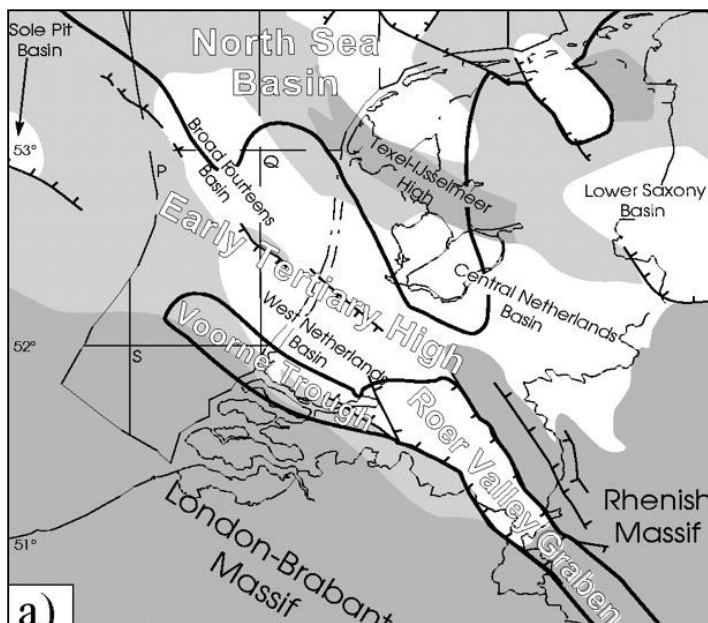 Sole Pit
Basin
North Sea
Basin
53°
P
Q
Broad Fourteens
Basin
Texel-IJsselmeer
High
Lower Saxony
Basin
Early Tertiary High
Central Netherlands
Basin
52°
S
West Netherlands
Basin
Voorne Trough
Roer Valley Graben
Rhenish
Massif
London-Brabant
Massif
51°
a)